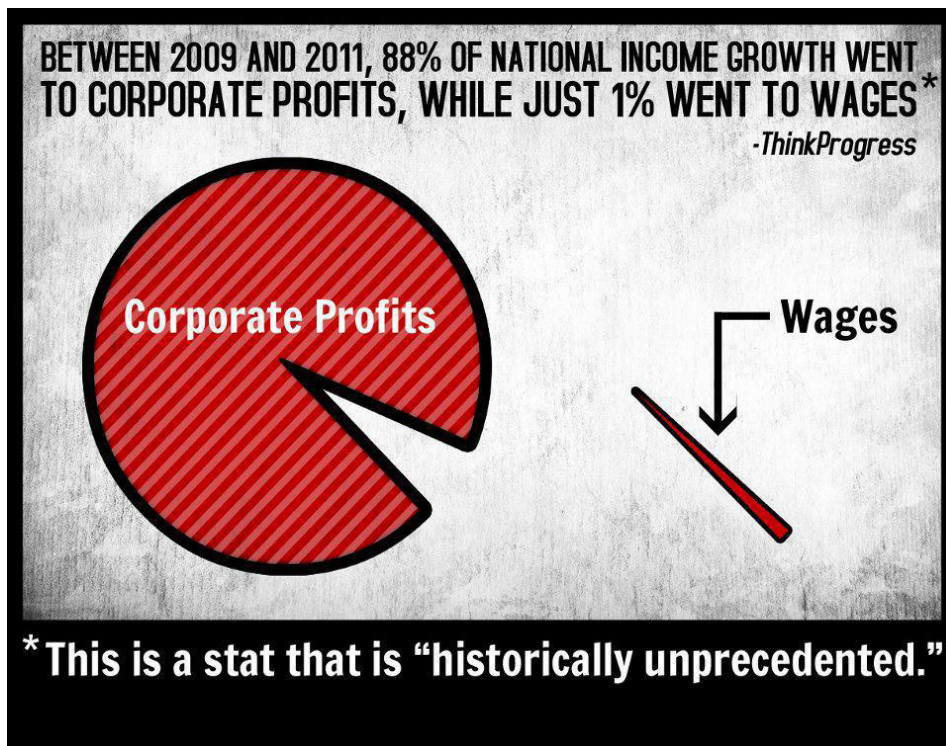 BETWEEN 2009 AND 2011, 88% OF NATIONAL INCOME GROWTH WENT
TO CORPORATE PROFITS, WHILE JUST 1% WENT TO WAGES*
-ThinkProgress
Corporate Profits
Wages
*This is a stat that is “historically unprecedented.”